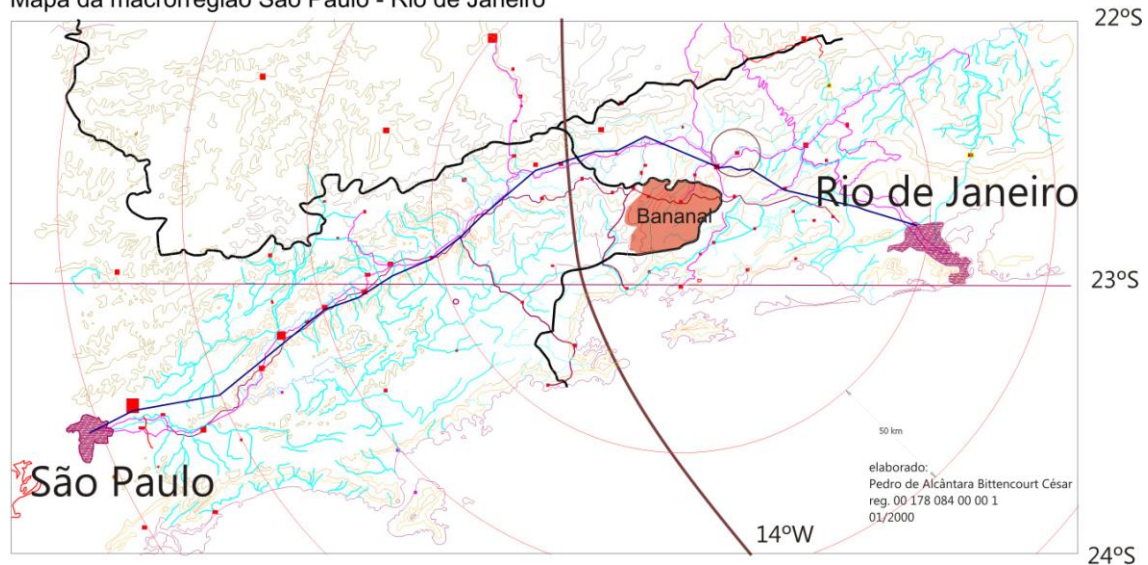 Mapa da macrorregião São Paulo - Rio de Janeiro
22ºS
Rio de Janeiro
Bananal
23ºS
50 km
elaborado:
Pedro de Alcântara Bittencourt César
reg. 00 178 084 00 00 1
01/2000
São Paulo
14ºW
24ºS